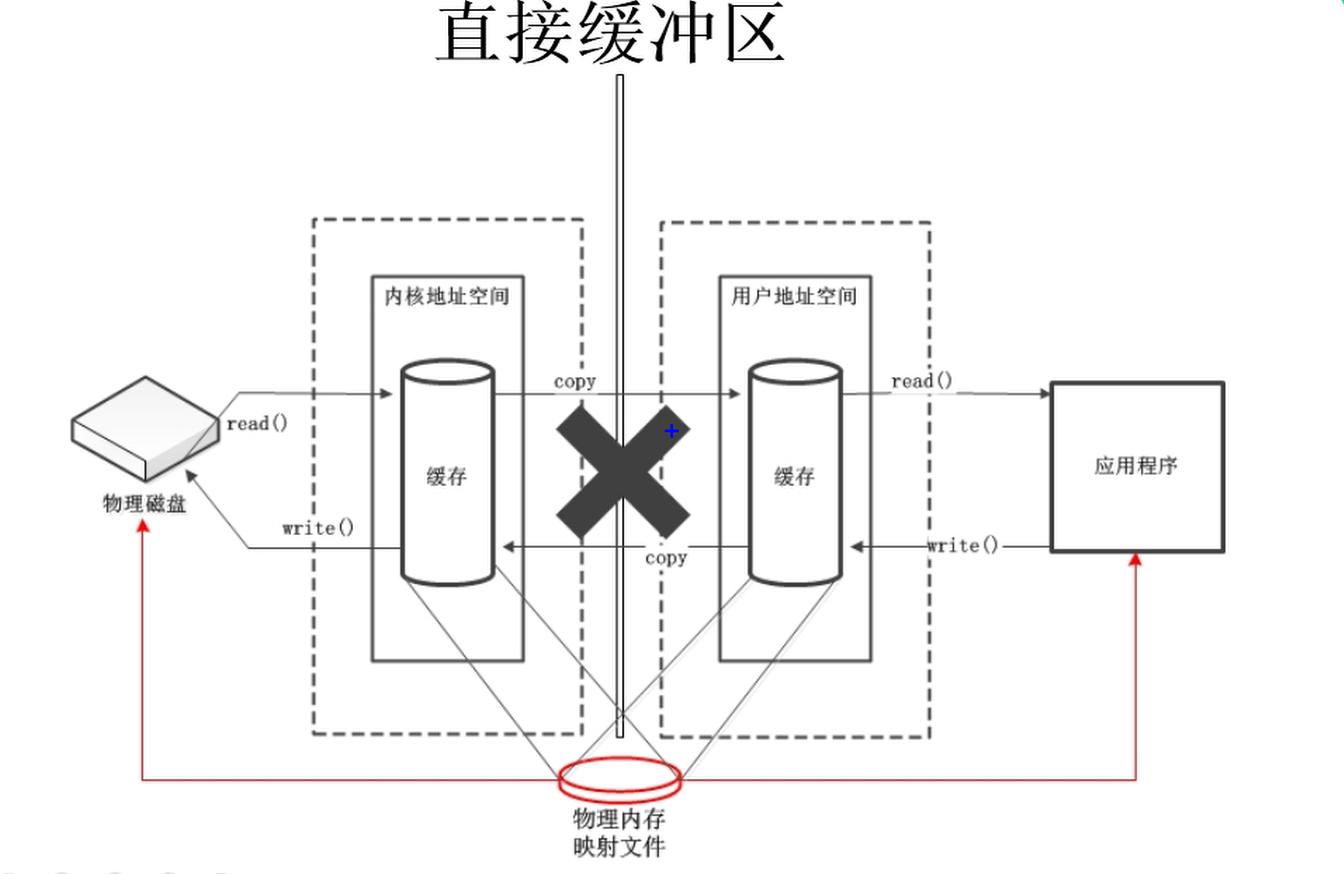 直接缓冲区
内核地址空间
用户地址空间
copy
read()
read()
缓存
缓存
应用程序
物理磁盘
write()
copy
write()
物理内存
映射文件